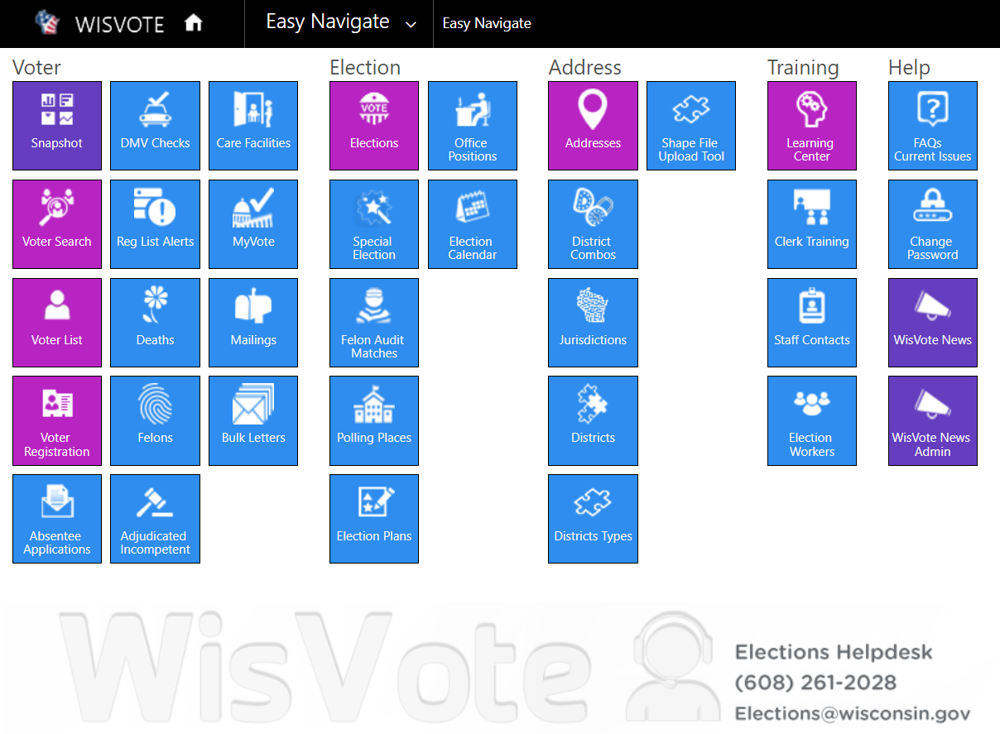 WISVOTE
Easy Navigate
Easy Navigate
Voter
Election
Address
Training
Help
Snapshot
DMV Checks
Care Facilities
VOTE
Elections
Office
Positions
Addresses
Shape File
Upload Tool
Learning
Center
FAQs
Current Issues
Voter Search
Reg List Alerts
MyVote
Special
Election
Election
Calendar
District
Combos
Clerk Training
Change
Password
Voter List
Deaths
Mailings
Felon Audit
Matches
Jurisdictions
Staff Contacts
WisVote News
Voter
Registration
Felons
Bulk Letters
Polling Places
Districts
Election
Workers
WisVote News
Admin
Absentee
Applications
Adjudicated
Incompetent
Election Plans
Districts Types
WisVote
Elections Helpdesk
(608) 261-2028
Elections@wisconsin.gov